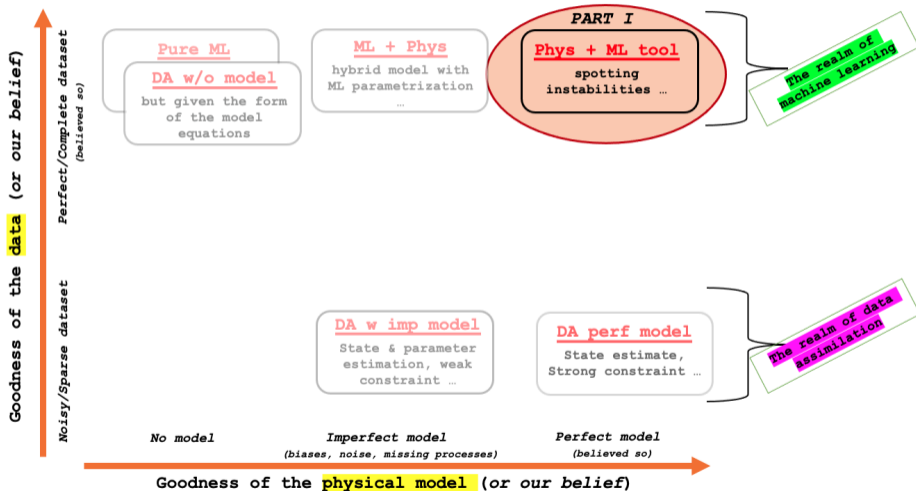 PART I
Pure ML
DA w/o model
but given the form
of the model
equations
ML + Phys
hybrid model with
ML parametrization
…
Phys + ML tool
spotting
instabilities …
The realm of
machine learning
Goodness of the data (or our belief)
Perfect/Complete dataset
(believed so)
Noisy/Sparse dataset
DA w imp model
State & parameter
estimation, weak
constraint …
DA perf model
State estimate,
Strong constraint …
The realm of data
assimilation
No model
Imperfect model
(biases, noise, missing processes)
Perfect model
(believed so)
Goodness of the physical model (or our belief)